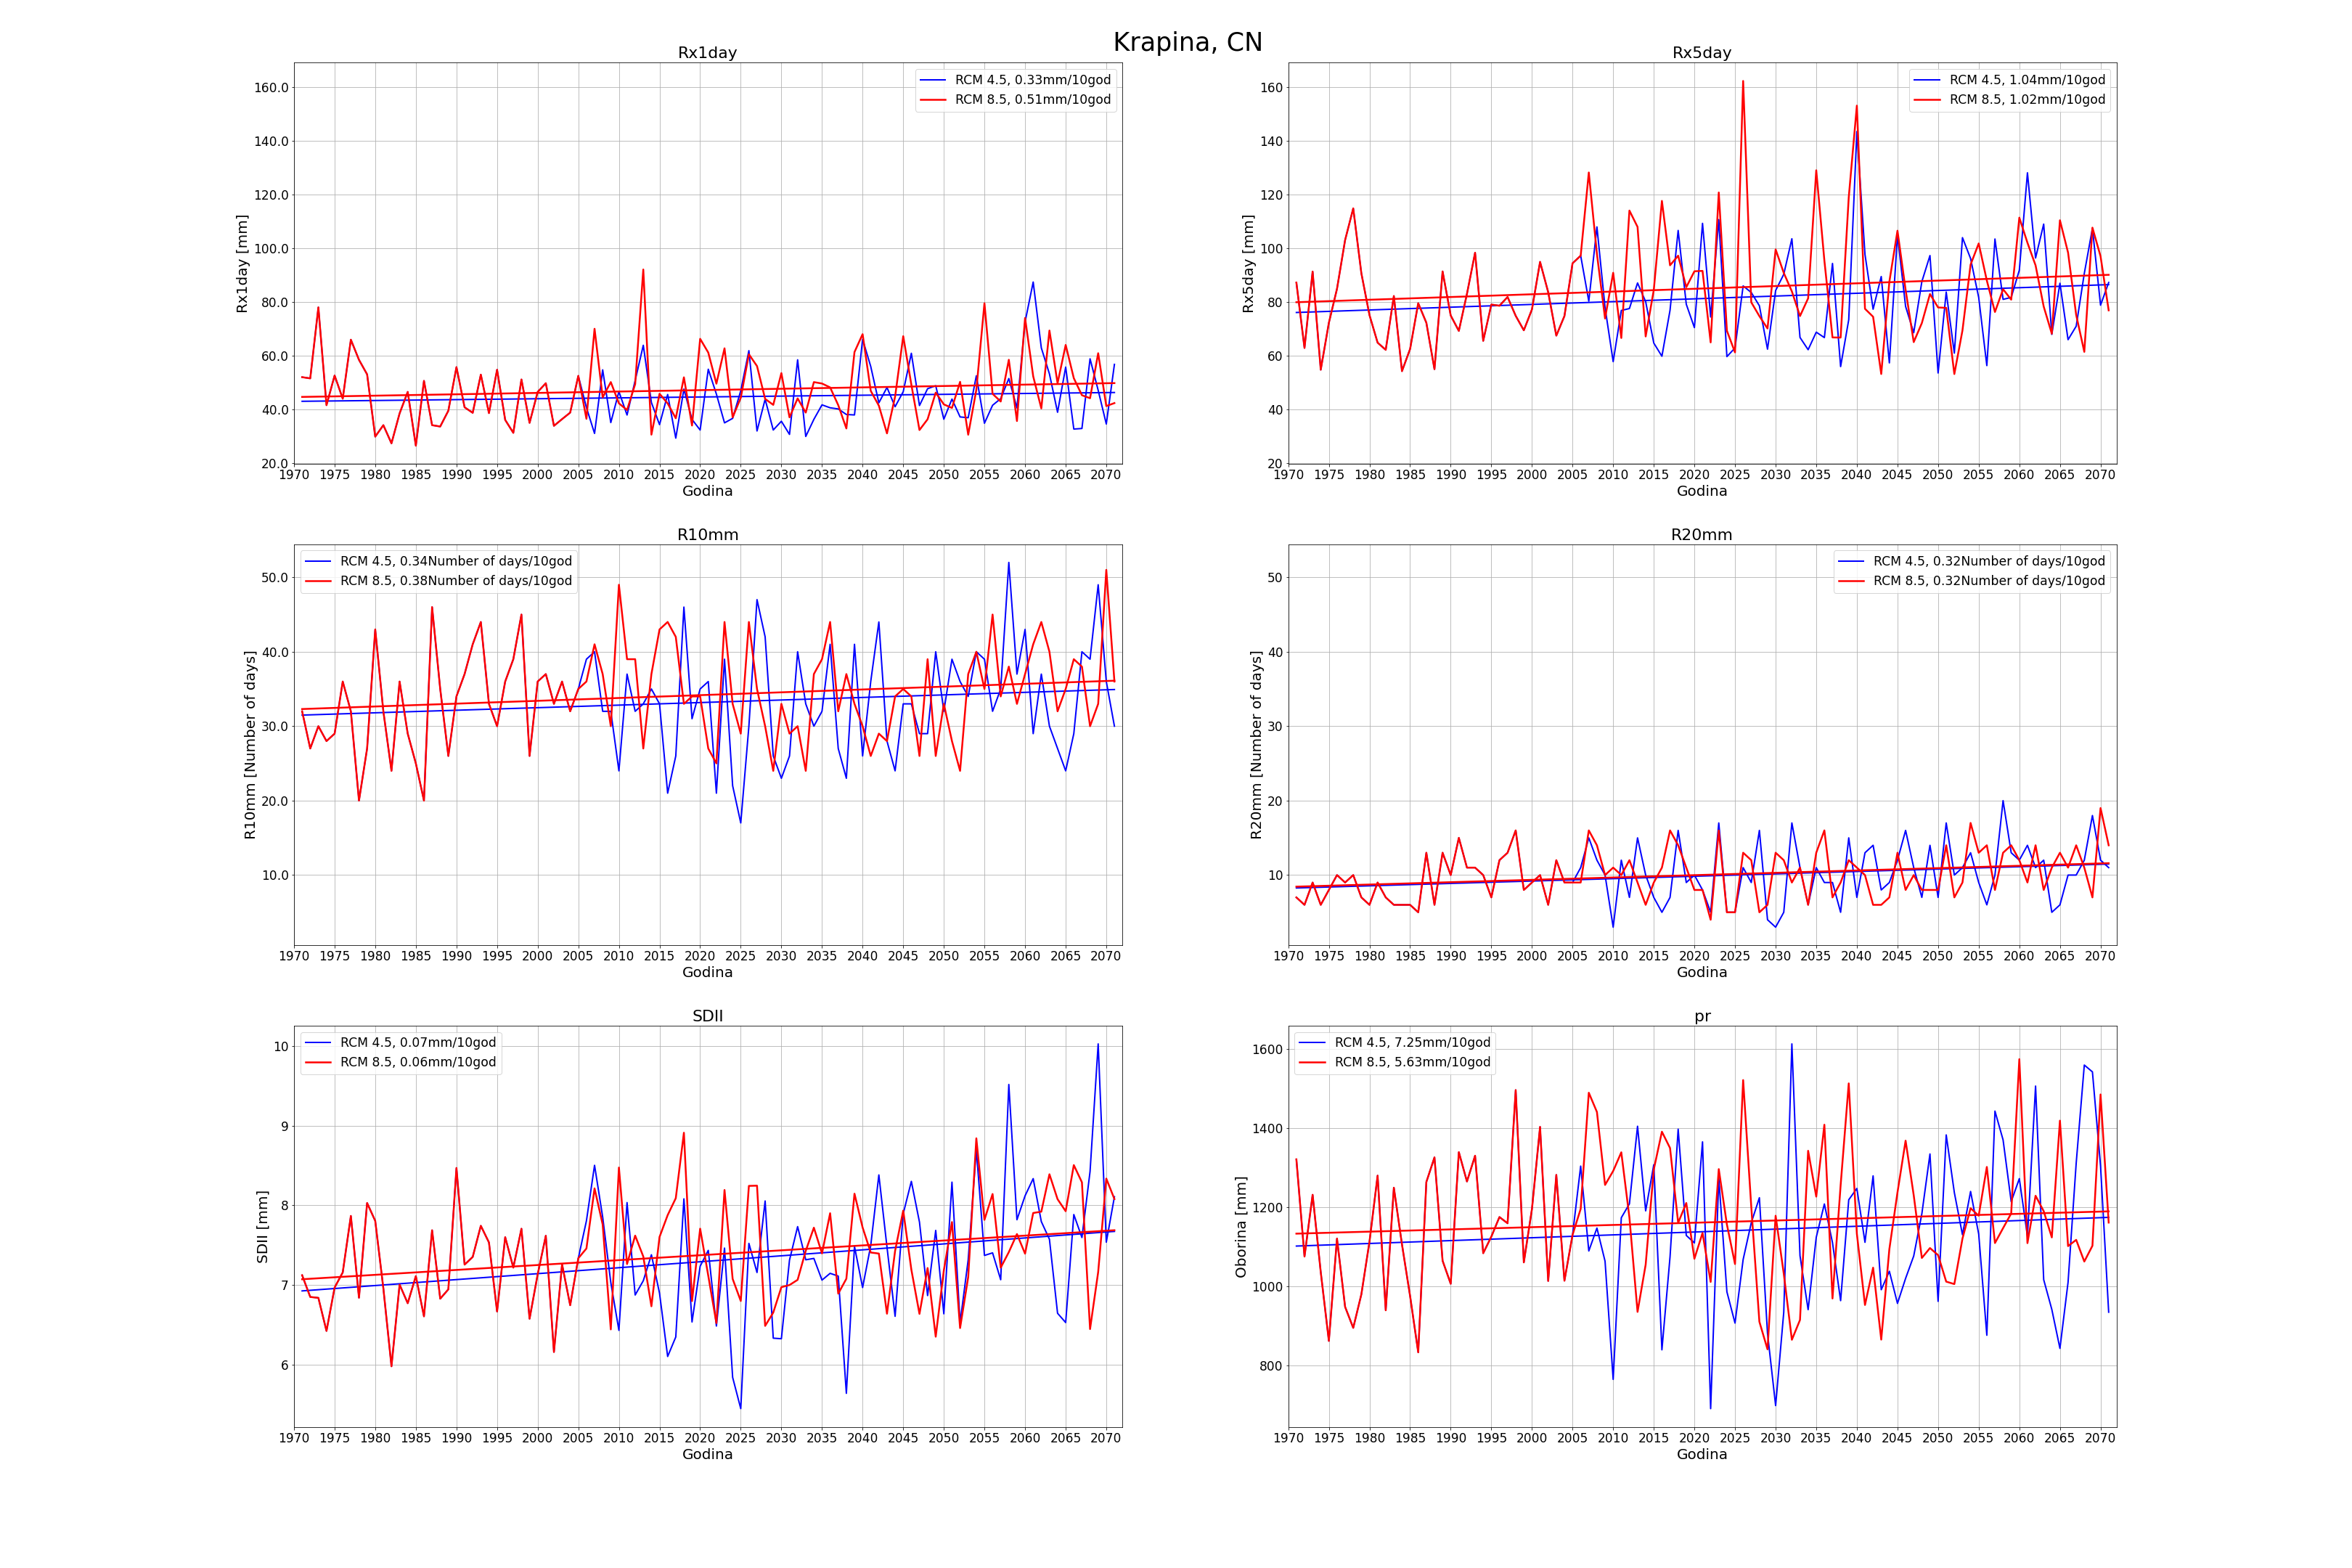 Krapina, CN
Rx1day
RCM 4.5, 0.33mm/10god
RCM 8.5, 0.51mm/10god
Rx1day [mm]
160.0
140.0
120.0
100.0
80.0
60.0
40.0
20.0
1970 1975 1980 1985 1990 1995 2000 2005 2010 2015 2020 2025 2030 2035 2040 2045 2050 2055 2060 2065 2070
Godina
Rx5day
RCM 4.5, 1.04mm/10god
RCM 8.5, 1.02mm/10god
Rx5day [mm]
160
140
120
100
80
60
40
20
1970 1975 1980 1985 1990 1995 2000 2005 2010 2015 2020 2025 2030 2035 2040 2045 2050 2055 2060 2065 2070
Godina
R10mm
RCM 4.5, 0.34Number of days/10god
RCM 8.5, 0.38Number of days/10god
R10mm [Number of days]
50.0
40.0
30.0
20.0
10.0
1970 1975 1980 1985 1990 1995 2000 2005 2010 2015 2020 2025 2030 2035 2040 2045 2050 2055 2060 2065 2070
Godina
R20mm
RCM 4.5, 0.32Number of days/10god
RCM 8.5, 0.32Number of days/10god
R20mm [Number of days]
50
40
30
20
10
1970 1975 1980 1985 1990 1995 2000 2005 2010 2015 2020 2025 2030 2035 2040 2045 2050 2055 2060 2065 2070
Godina
SDII
RCM 4.5, 0.07mm/10god
RCM 8.5, 0.06mm/10god
SDII [mm]
10
9
8
7
6
1970 1975 1980 1985 1990 1995 2000 2005 2010 2015 2020 2025 2030 2035 2040 2045 2050 2055 2060 2065 2070
Godina
pr
RCM 4.5, 7.25mm/10god
RCM 8.5, 5.63mm/10god
Oborina [mm]
1600
1400
1200
1000
800
1970 1975 1980 1985 1990 1995 2000 2005 2010 2015 2020 2025 2030 2035 2040 2045 2050 2055 2060 2065 2070
Godina